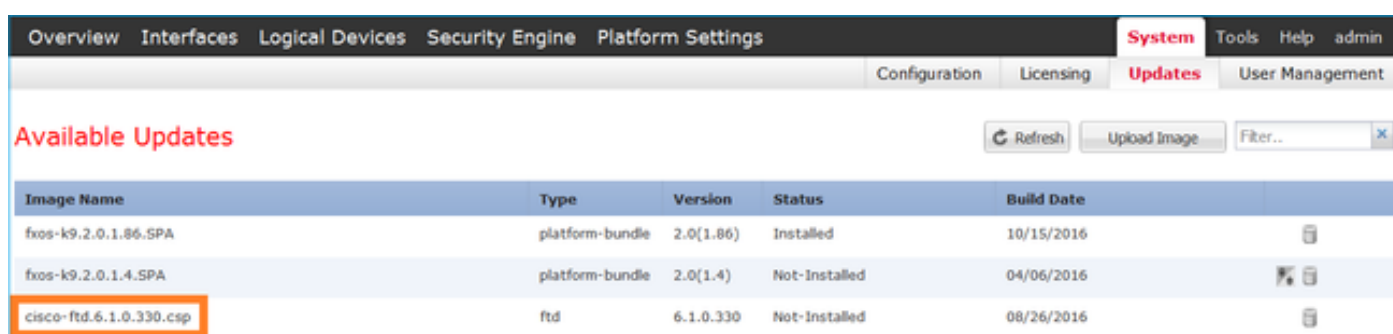 Overview Interfaces Logical Devices Security Engine Platform Settings System Tools Help admin
Configuration Licensing Updates User Management
Available Updates Refresh Upload Image Filter..
Image Name Type Version Status Build Date
fxos-k9.2.0.1.86.SPA platform-bundle 2.0(1.86) Installed 10/15/2016
fxos-k9.2.0.1.4.SPA platform-bundle 2.0(1.4) Not-Installed 04/06/2016
cisco-ftd.6.1.0.330.csp ftd 6.1.0.330 Not-Installed 08/26/2016